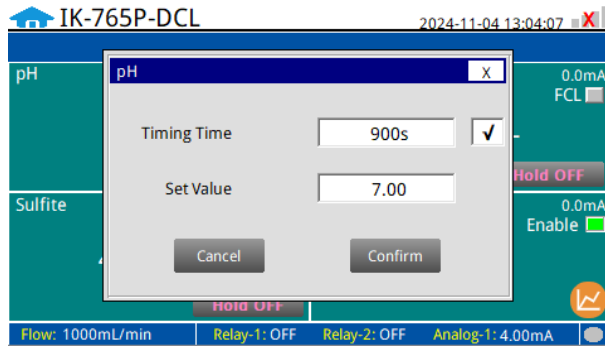 IK-765P-DCL
2024-11-04 13:04:07
X
pH
pH
X
0.0mA
FCL
Timing Time
900s
√
Set Value
7.00
Hold OFF
Sulfite
0.0mA
Enable
Cancel
Confirm
Hold OFF
Flow: 1000mL/min
Relay-1: OFF
Relay-2: OFF
Analog-1: 4.00mA